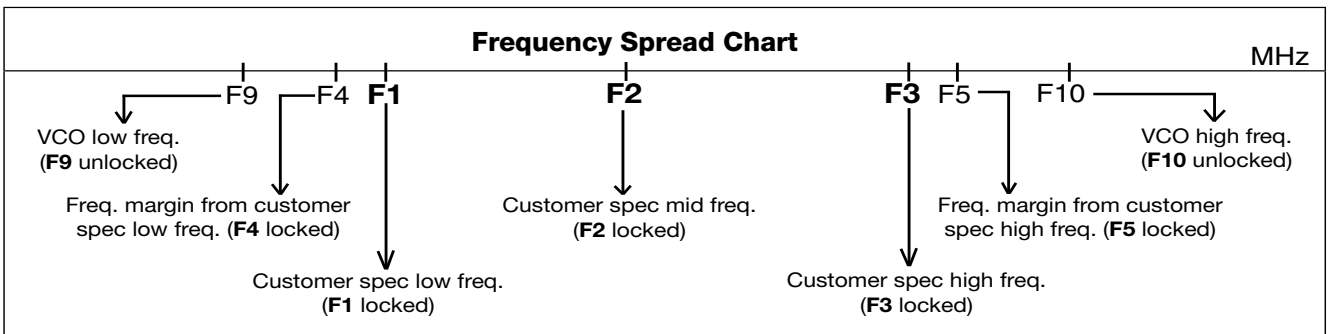 Frequency Spread Chart
MHz
F9 F4 F1 F2 F3 F5 F10
VCO low freq.
(F9 unlocked)
Freq. margin from customer
spec low freq. (F4 locked)
Customer spec low freq.
(F1 locked)
Customer spec mid freq.
(F2 locked)
Customer spec high freq.
(F3 locked)
Freq. margin from customer
spec high freq. (F5 locked)
VCO high freq.
(F10 unlocked)